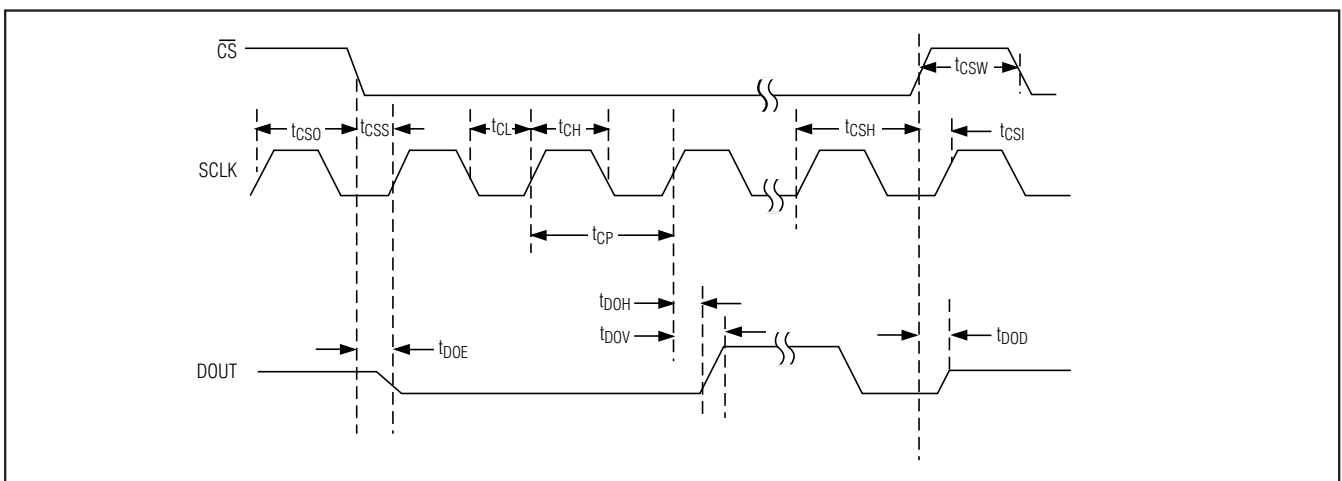 CS
tCSW
tCSO
tCSS
tCL
tCH
tCSH
tCSI
SCLK
tCP
tDOH
tDOV
tDOE
tDOD
DOUT